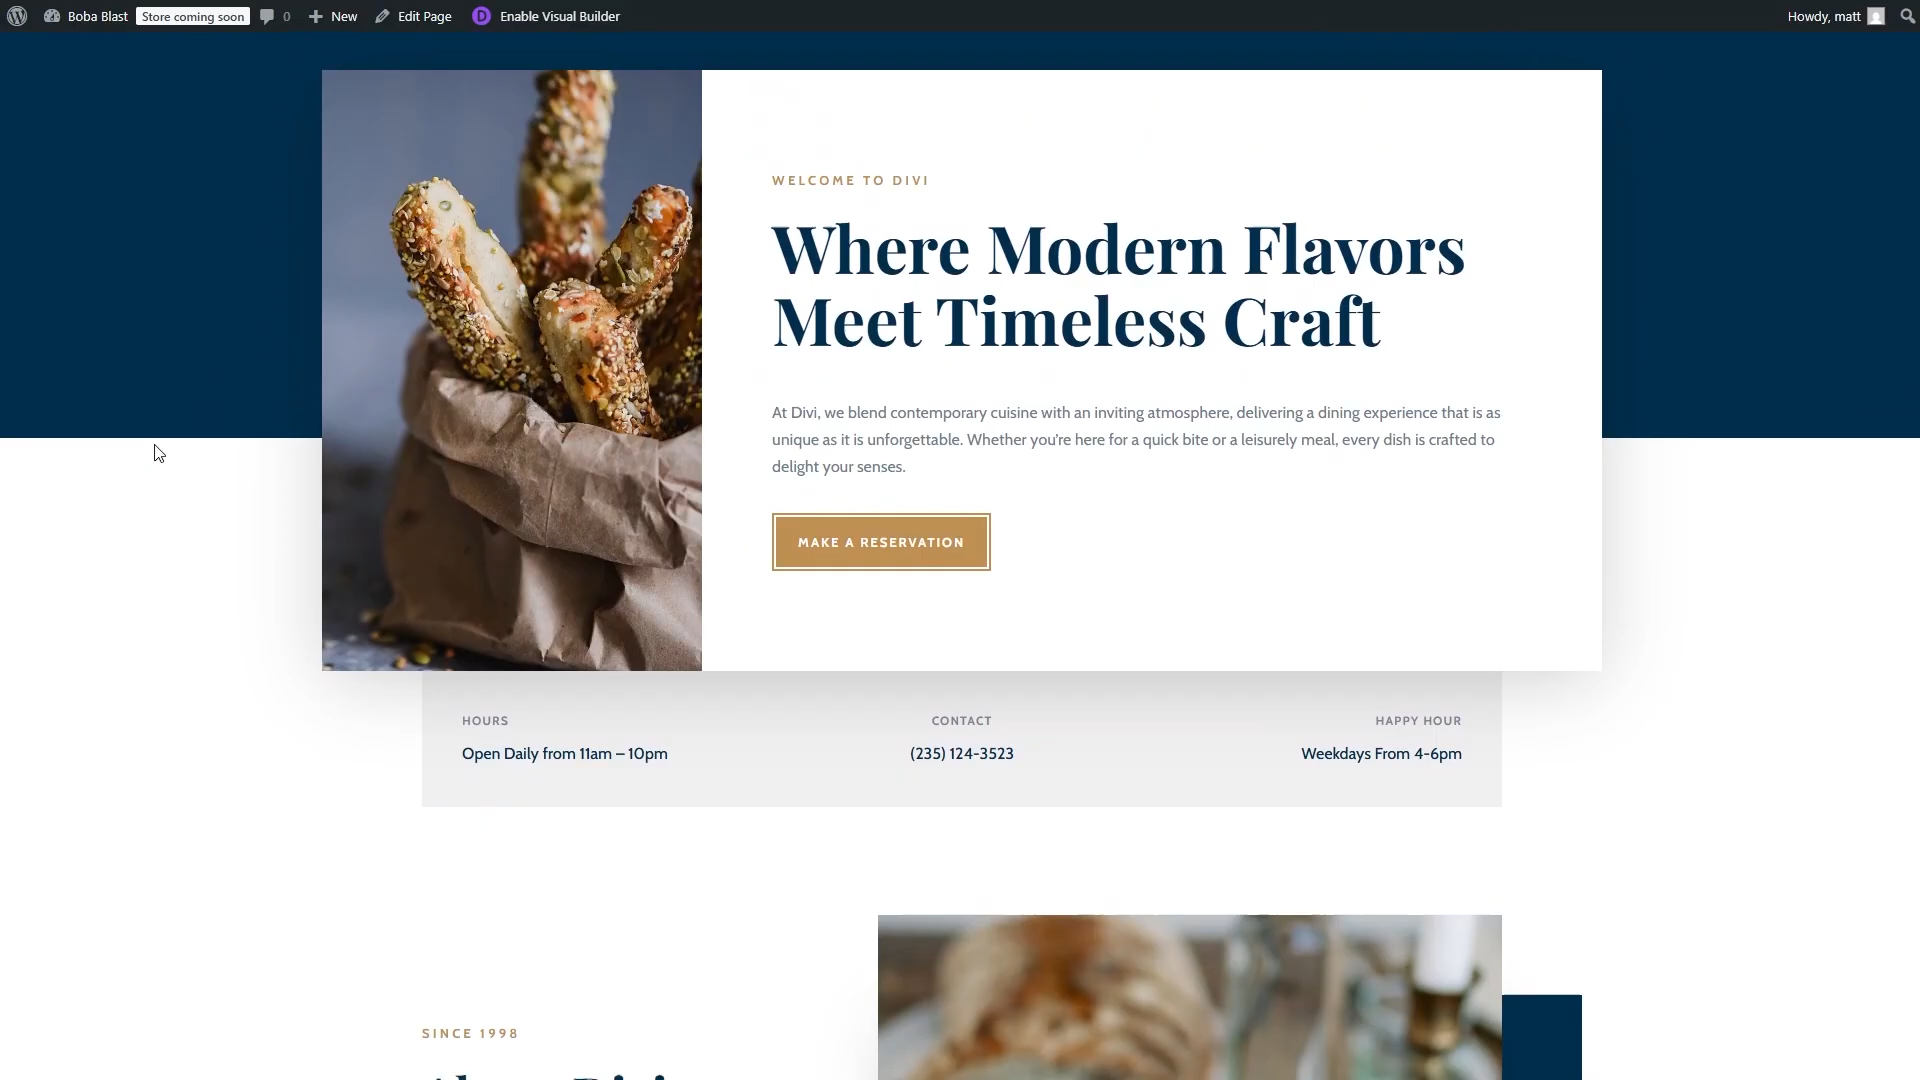 Boba Blast
Store coming soon
0
New
Edit Page
Enable Visual Builder
Howdy, matt
WELCOME TO DIVI
Where Modern Flavors
Meet Timeless Craft
At Divi, we blend contemporary cuisine with an inviting atmosphere, delivering a dining experience that is as
unique as it is unforgettable. Whether you're here for a quick bite or a leisurely meal, every dish is crafted to
delight your senses.
MAKE A RESERVATION
HOURS
Open Daily from 11am – 10pm
CONTACT
(235) 124-3523
HAPPY HOUR
Weekdays From 4-6pm
SINCE 1998